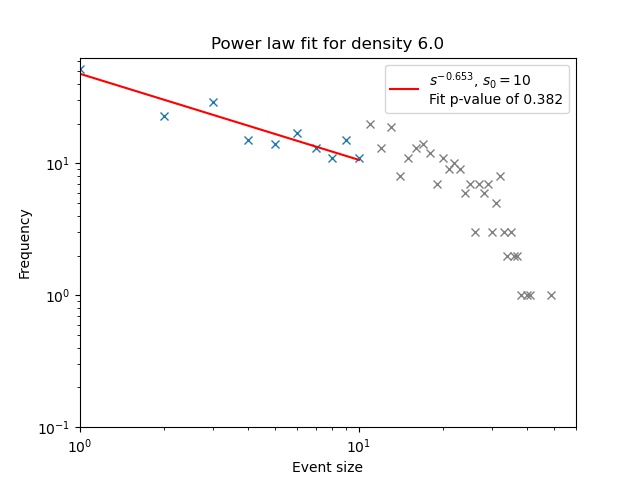 Power law fit for density 6.0
s^{-0.653}, s_0 = 10
Fit p-value of 0.382
Frequency
10^1
10^0
10^{-1}
10^0
10^1
Event size